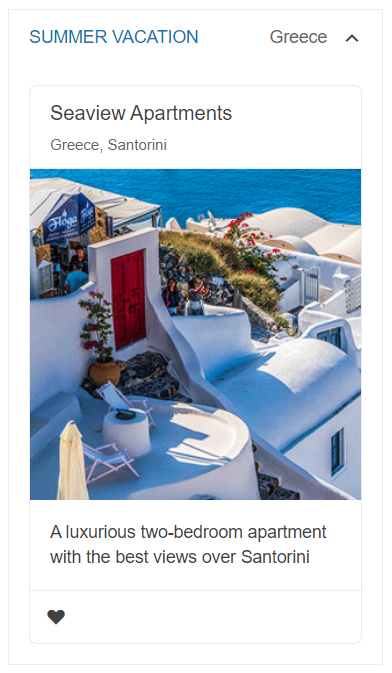 SUMMER VACATION Greece
Seaview Apartments
Greece, Santorini
Floga
A luxurious two-bedroom apartment
with the best views over Santorini